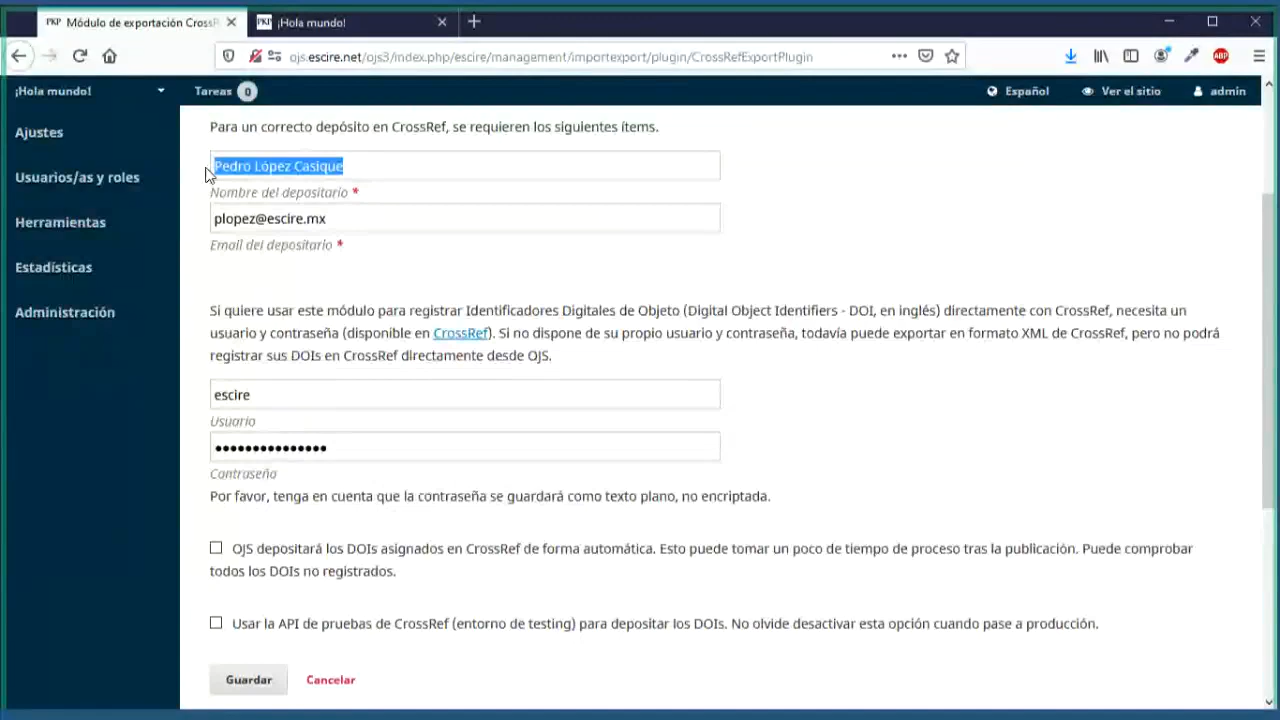 PKP Módulo de exportación CrossR
PKP ¡Hola mundo!
ojs.escire.net/ojs3/index.php/escire/management/importexport/plugin/CrossRefExportPlugin
ABP
¡Hola mundo!
Tareas 0
Español
Ver el sitio
admin
Ajustes
Usuarios/as y roles
Herramientas
Estadísticas
Administración
Para un correcto depósito en CrossRef, se requieren los siguientes ítems.
Pedro López Casique
Nombre del depositario *
plopez@escire.mx
Email del depositario *
Si quiere usar este módulo para registrar Identificadores Digitales de Objeto (Digital Object Identifiers - DOI, en inglés) directamente con CrossRef, necesita un
usuario y contraseña (disponible en CrossRef). Si no dispone de su propio usuario y contraseña, todavía puede exportar en formato XML de CrossRef, pero no podrá
registrar sus DOIs en CrossRef directamente desde OJS.
escire
Usuario
•••••••••••••••
Contraseña
Por favor, tenga en cuenta que la contraseña se guardará como texto plano, no encriptada.
OJS depositará los DOIs asignados en CrossRef de forma automática. Esto puede tomar un poco de tiempo de proceso tras la publicación. Puede comprobar
todos los DOIs no registrados.
Usar la API de pruebas de CrossRef (entorno de testing) para depositar los DOIs. No olvide desactivar esta opción cuando pase a producción.
Guardar
Cancelar